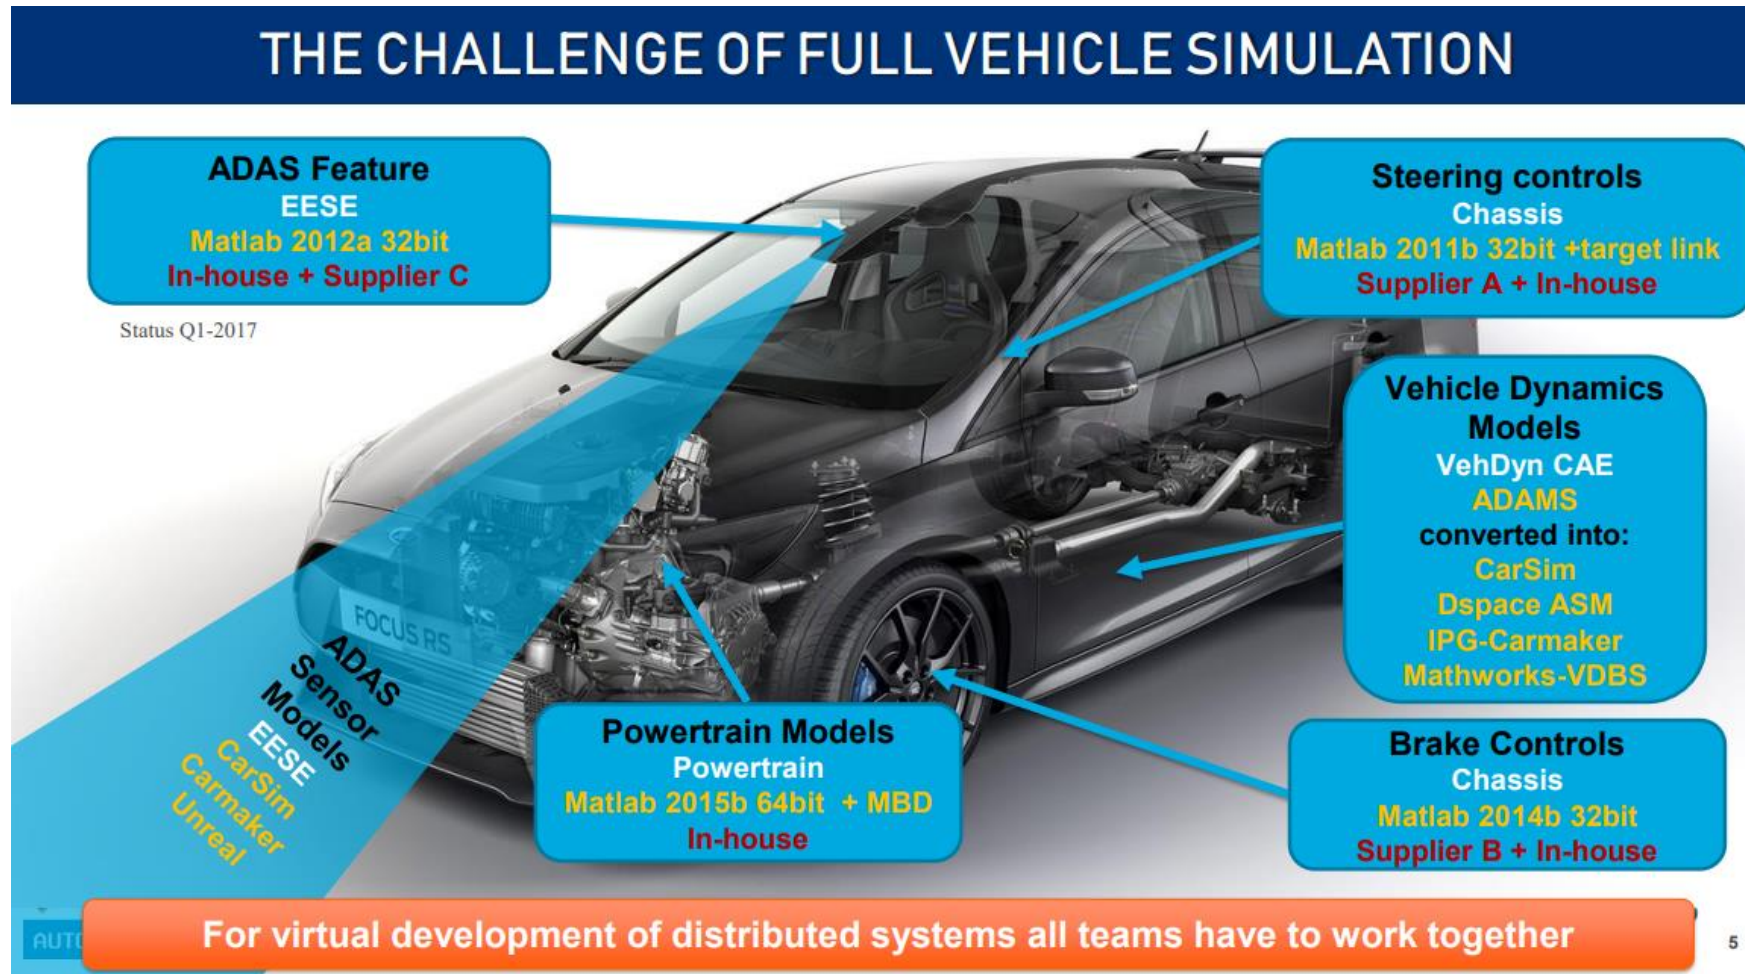 THE CHALLENGE OF FULL VEHICLE SIMULATION
ADAS Feature
EESE
Matlab 2012a 32bit
In-house + Supplier C
Status Q1-2017
Steering controls
Chassis
Matlab 2011b 32bit +target link
Supplier A + In-house
Vehicle Dynamics
Models
VehDyn CAE
ADAMS
converted into:
CarSim
Dspace ASM
IPG-Carmaker
Mathworks-VDBS
FOCUS RS
ADAS
Sensor
Models
EESE
CarSim
Carmaker
Unreal
Powertrain Models
Powertrain
Matlab 2015b 64bit + MBD
In-house
Brake Controls
Chassis
Matlab 2014b 32bit
Supplier B + In-house
For virtual development of distributed systems all teams have to work together
5